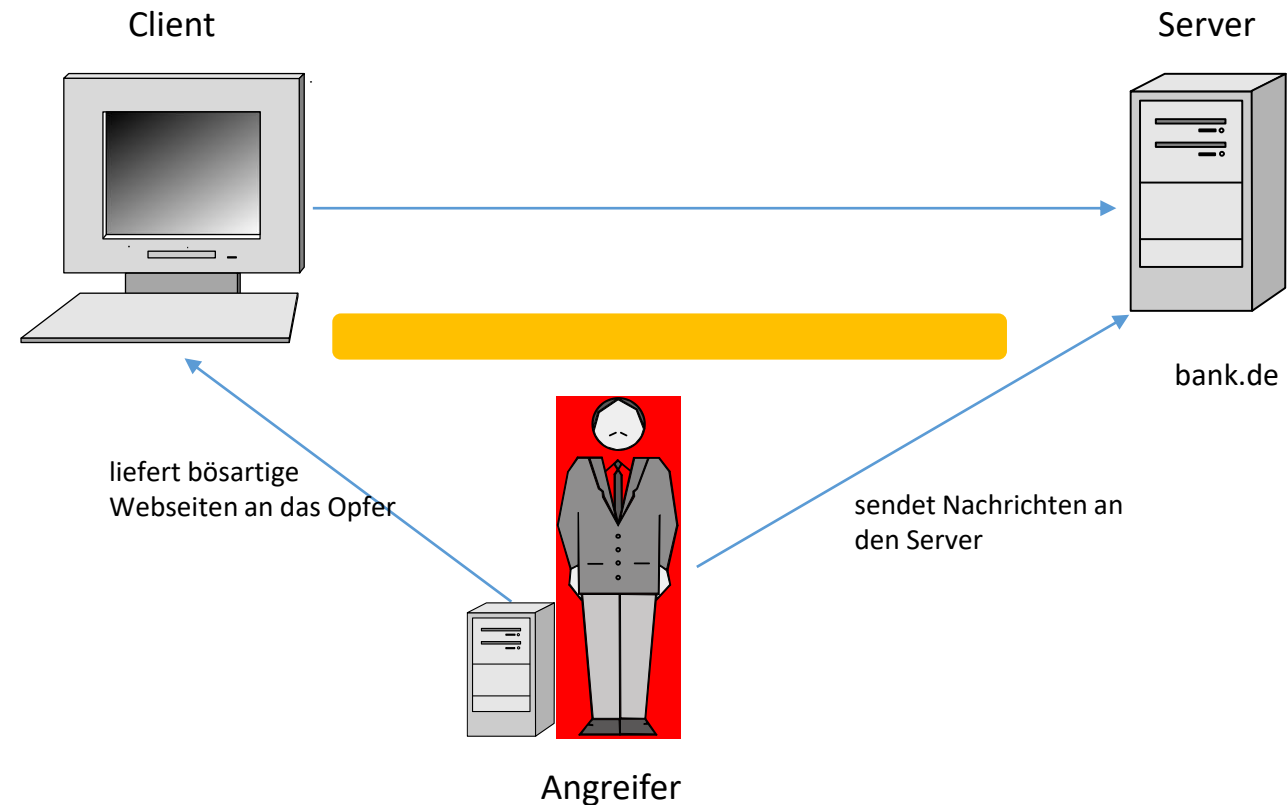 Client
Server
bank.de
liefert bösartige
Webseiten an das Opfer
sendet Nachrichten an
den Server
Angreifer